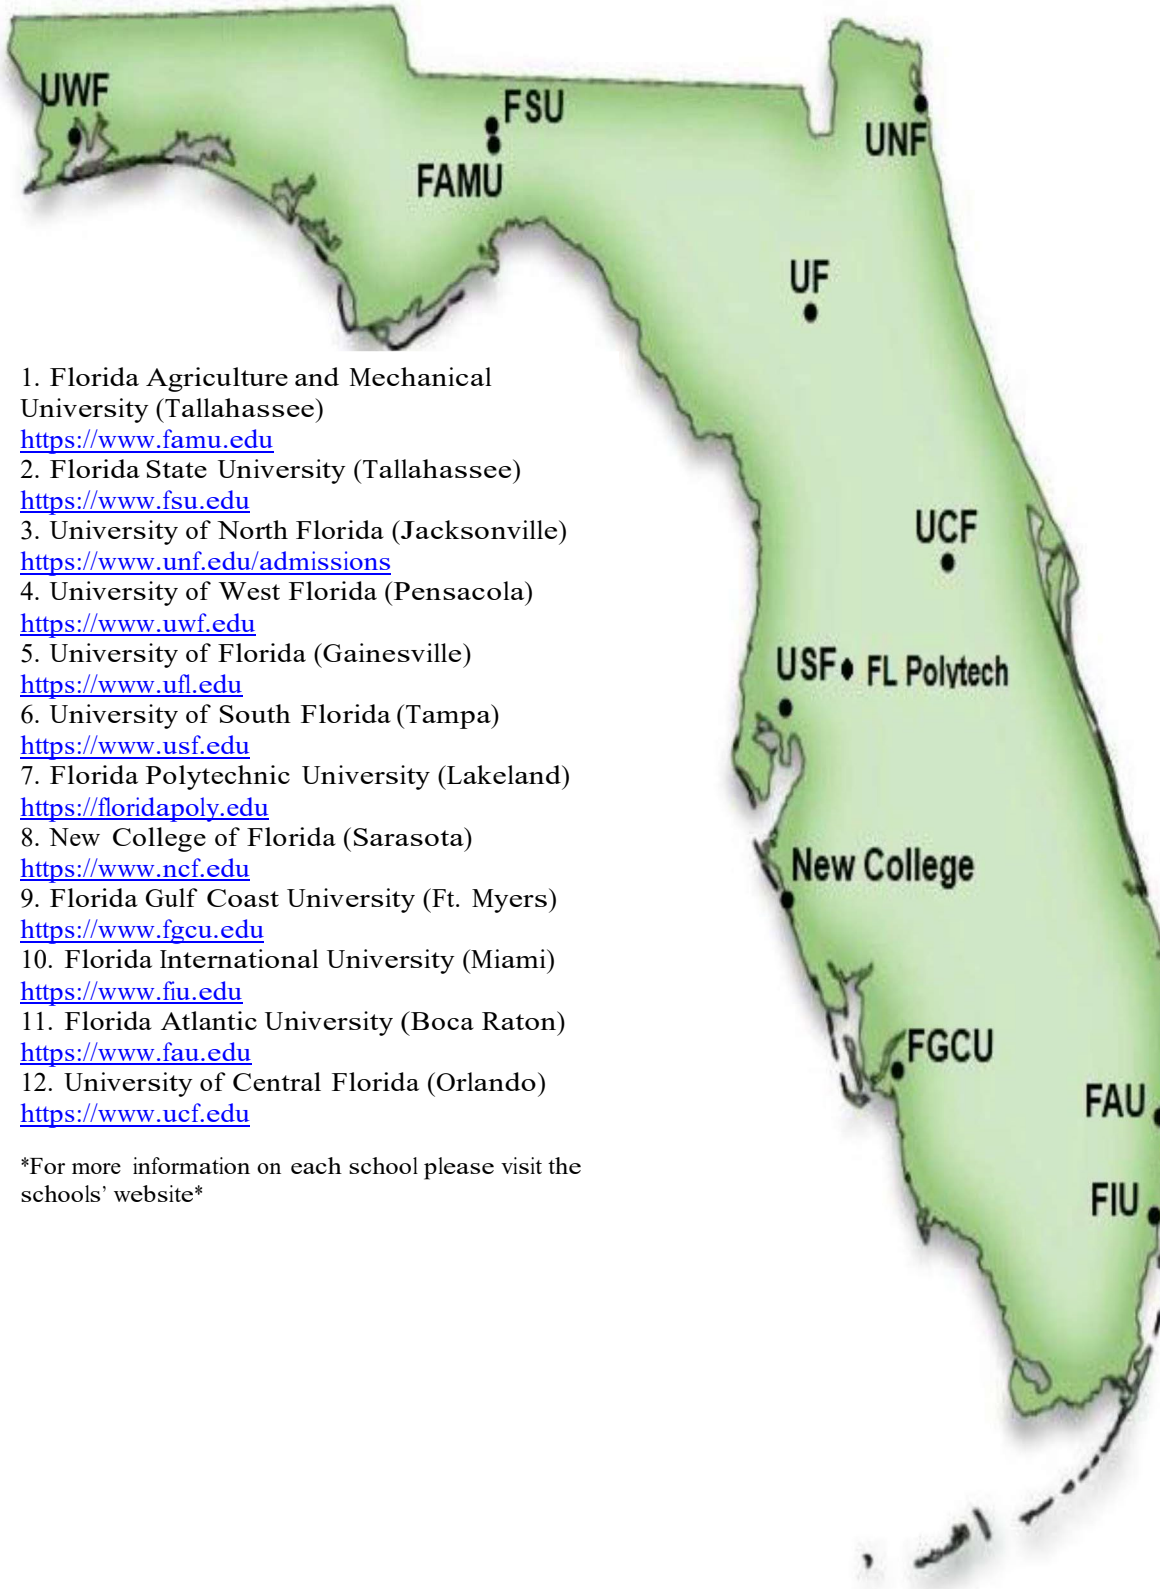 UWF
FSU
FAMU
UNF
UF
1. Florida Agriculture and Mechanical
University (Tallahassee)
https://www.famu.edu
2. Florida State University (Tallahassee)
https://www.fsu.edu
3. University of North Florida (Jacksonville)
https://www.unf.edu/admissions
4. University of West Florida (Pensacola)
https://www.uwf.edu
5. University of Florida (Gainesville)
https://www.ufl.edu
6. University of South Florida (Tampa)
https://www.usf.edu
7. Florida Polytechnic University (Lakeland)
https://floridapoly.edu
8. New College of Florida (Sarasota)
https://www.ncf.edu
9. Florida Gulf Coast University (Ft. Myers)
https://www.fgcu.edu
10. Florida International University (Miami)
https://www.fiu.edu
11. Florida Atlantic University (Boca Raton)
https://www.fau.edu
12. University of Central Florida (Orlando)
https://www.ucf.edu
*For more information on each school please visit the
schools’ website*
UCF
USF
FL Polytech
New College
FGCU
FAU
FIU